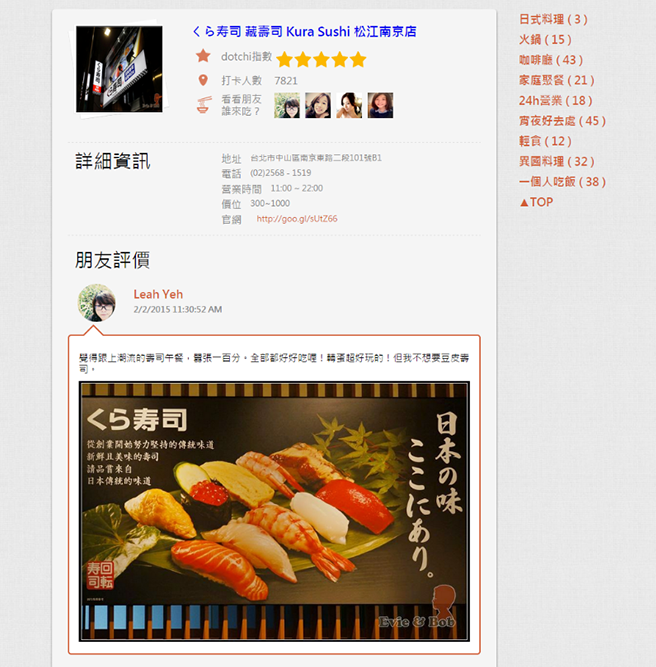 くら寿司 藏壽司 Kura Sushi 松江南京店
dotchi指數
打卡人數 7821
看看朋友
誰來吃？
詳細資訊
地址 台北市中山區南京東路二段101號B1
電話 (02)2568 - 1519
營業時間 11:00 ~ 22:00
價位 300~1000
官網 http://goo.gl/sUtZ66
朋友評價
Leah Yeh
2/2/2015 11:30:52 AM
覺得跟上潮流的壽司午餐，囂張一百分。全部都好好吃喔！轉蛋超好玩的！但我不想要豆皮壽
司。
くら寿司
從創業開始努力堅持的傳統味道
新鮮且美味的壽司
請品嘗來自
日本傳統的味道
日本の味
ここにあり。
回転
寿司
Evie & Bob
日式料理 ( 3 )
火鍋 ( 15 )
咖啡廳 ( 43 )
家庭聚餐 ( 21 )
24h營業 ( 18 )
宵夜好去處 ( 45 )
輕食 ( 12 )
異國料理 ( 32 )
一個人吃飯 ( 38 )
▲TOP